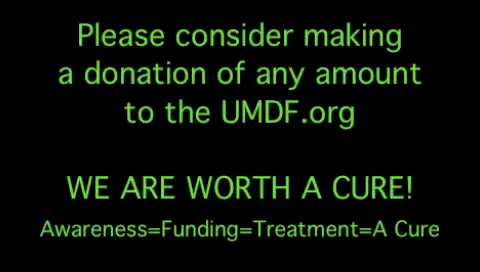 Please consider making
a donation of any amount
to the UMDF.org
WE ARE WORTH A CURE!
Awareness=Funding=Treatment=A Cure